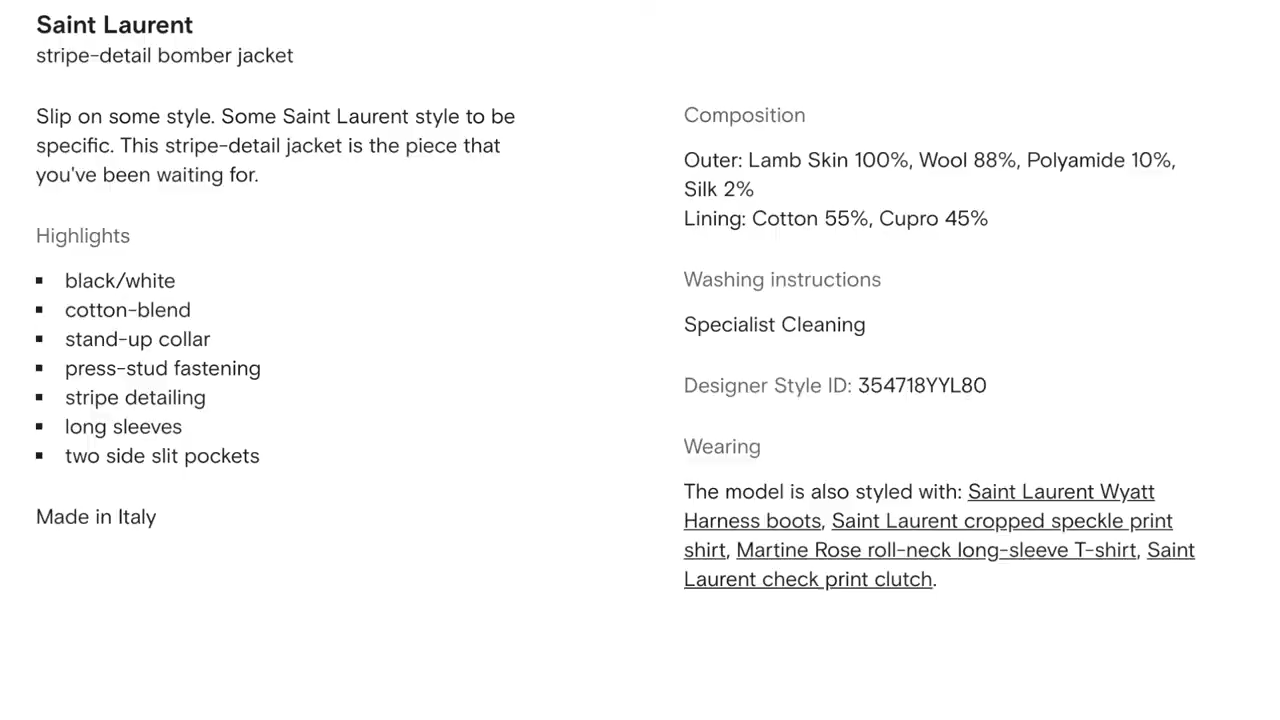 Saint Laurent
stripe-detail bomber jacket
Slip on some style. Some Saint Laurent style to be
specific. This stripe-detail jacket is the piece that
you've been waiting for.
Highlights
black/white
cotton-blend
stand-up collar
press-stud fastening
stripe detailing
long sleeves
two side slit pockets
Made in Italy
Composition
Outer: Lamb Skin 100%, Wool 88%, Polyamide 10%,
Silk 2%
Lining: Cotton 55%, Cupro 45%
Washing instructions
Specialist Cleaning
Designer Style ID: 354718YYL80
Wearing
The model is also styled with: Saint Laurent Wyatt
Harness boots, Saint Laurent cropped speckle print
shirt, Martine Rose roll-neck long-sleeve T-shirt, Saint
Laurent check print clutch.